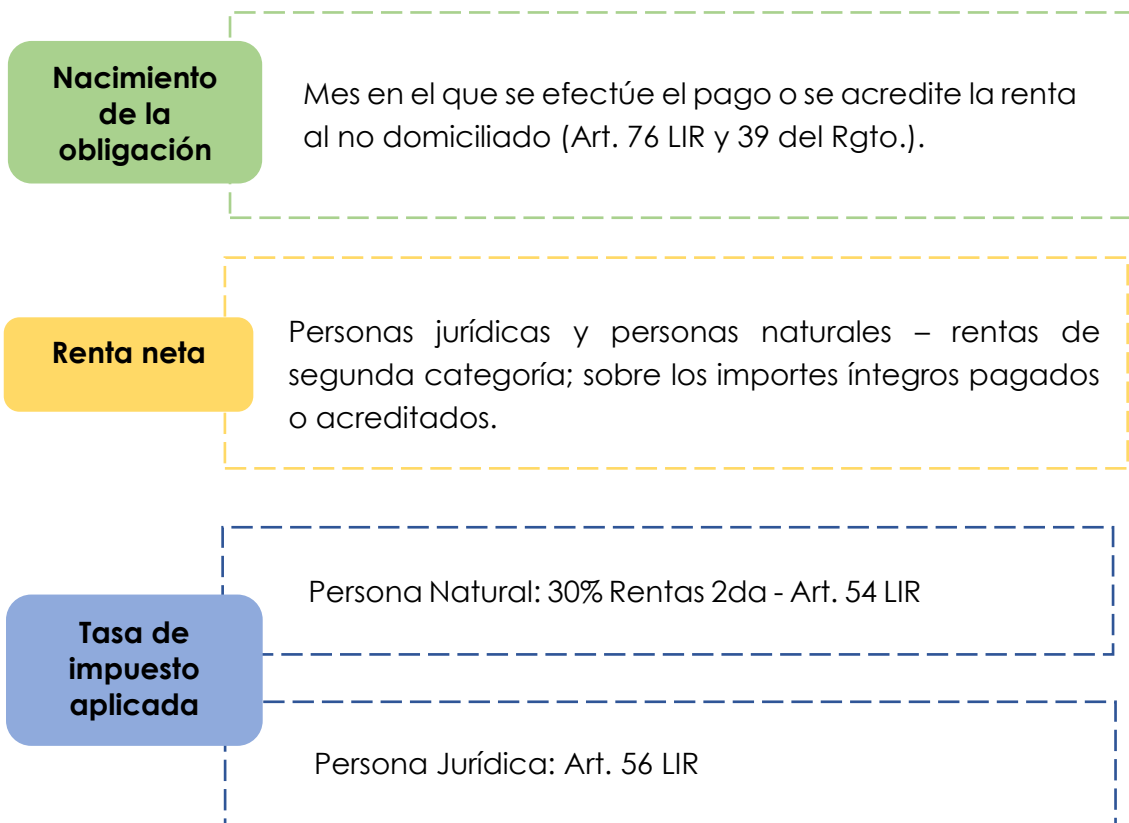 Nacimiento
de la
obligación
Mes en el que se efectúe el pago o se acredite la renta
al no domiciliado (Art. 76 LIR y 39 del Rgto.).
Renta neta
Personas jurídicas y personas naturales – rentas de
segunda categoría; sobre los importes íntegros pagados
o acreditados.
Tasa de
impuesto
aplicada
Persona Natural: 30% Rentas 2da - Art. 54 LIR
Persona Jurídica: Art. 56 LIR